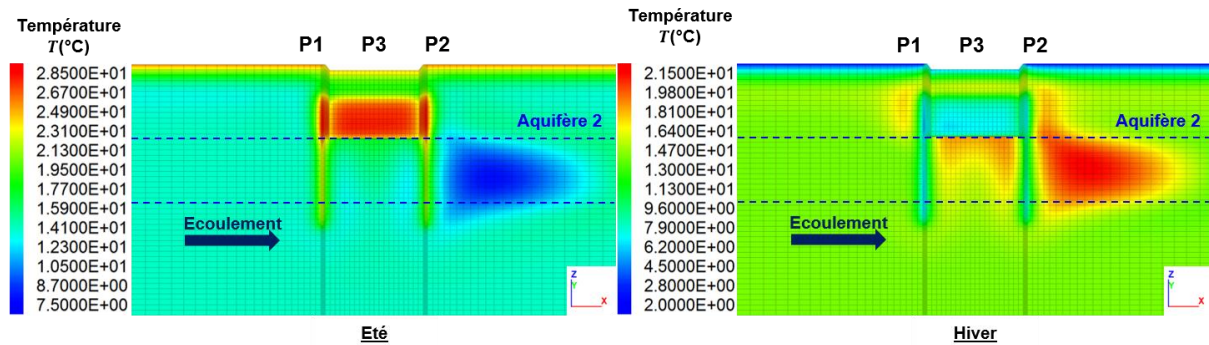 Température
T(°C)
P1 P3 P2
2.8500E+01
2.6700E+01
2.4900E+01
2.3100E+01
2.1300E+01
1.9500E+01
1.7700E+01
1.5900E+01
1.4100E+01
1.2300E+01
1.0500E+01
8.7000E+00
7.5000E+00
Aquifère 2
Ecoulement
Z
Y
X
Eté
Température
T(°C)
P1 P3 P2
2.1500E+01
1.9800E+01
1.8100E+01
1.6400E+01
1.4700E+01
1.3000E+01
1.1300E+01
9.6000E+00
7.9000E+00
6.2000E+00
4.5000E+00
2.8000E+00
2.0000E+00
Aquifère 2
Ecoulement
Z
Y
X
Hiver